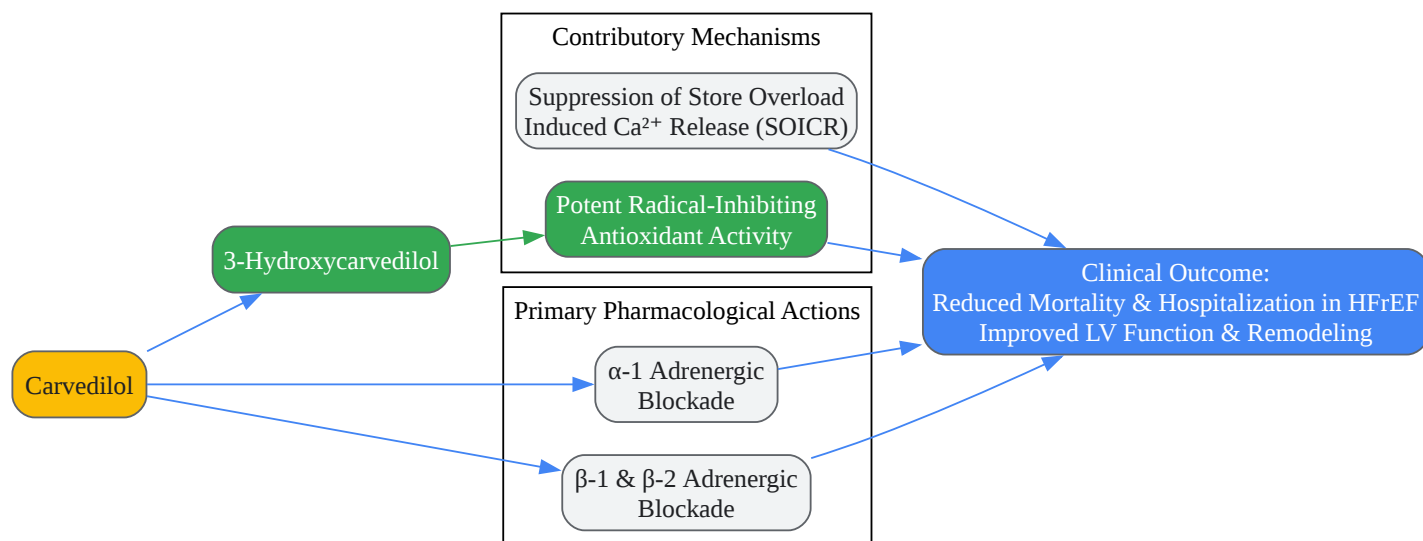 Contributory Mechanisms
Suppression of Store Overload
Induced Ca²⁺ Release (SOICR)
Potent Radical-Inhibiting
Antioxidant Activity
3-Hydroxycarvedilol
Clinical Outcome:
Reduced Mortality & Hospitalization in HFrEF
Improved LV Function & Remodeling
Primary Pharmacological Actions
Carvedilol
α-1 Adrenergic
Blockade
β-1 & β-2 Adrenergic
Blockade